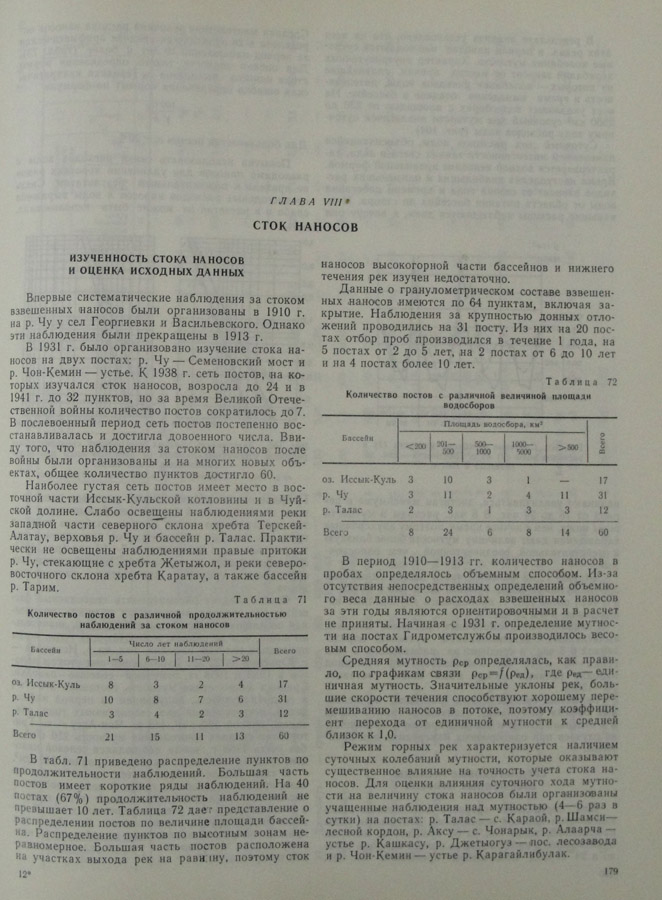 ГЛАВА VIII
СТОК НАНОСОВ
ИЗУЧЕННОСТЬ СТОКА НАНОСОВ
И ОЦЕНКА ИСХОДНЫХ ДАННЫХ
Впервые систематические наблюдения за стоком
взвешенных наносов были организованы в 1910 г.
на р. Чу у сел Георгиевки и Васильевского. Однако
эти наблюдения были прекращены в 1913 г.
В 1931 г. было организовано изучение стока на-
носов на двух постах: р. Чу — Семеновский мост и
р. Чон-Кемин — устье. К 1938 г. сеть постов, на ко-
торых изучался сток наносов, возросла до 24 и в
1941 г. до 32 пунктов, но за время Великой Отече-
ственной войны количество постов сократилось до 7.
В послевоенный период сеть постов постепенно вос-
станавливалась и достигла довоенного числа. Вви-
ду того, что наблюдения за стоком наносов после
войны были организованы и на многих новых объ-
ектах, общее количество пунктов достигло 60.
Наиболее густая сеть постов имеет место в вос-
точной части Иссык-Кульской котловины и в Чуй-
ской долине. Слабо освещены наблюдениями реки
западной части северного склона хребта Терскей-
Алатау, верховья р. Чу и бассейн р. Талас. Практи-
чески не освещены наблюдениями правые притоки
р. Чу, стекающие с хребта Жетыжол, и реки северо-
восточного склона хребта Каратау, а также бассейн
р. Тарим.
Таблица 71
Количество постов с различной продолжительностью
наблюдений за стоком наносов
Бассейн Число лет наблюдений Всего
1—5 6—10 11—20 >20
оз. Иссык-Куль 8 3 2 4 17
р. Чу 10 8 7 6 31
р. Талас 3 4 2 3 12
Всего 21 15 11 13 60
В табл. 71 приведено распределение пунктов по
продолжительности наблюдений. Большая часть
постов имеет короткие ряды наблюдений. На 40
постах (67%) продолжительность наблюдений не
превышает 10 лет. Таблица 72 дает представление о
распределении постов по величине площади бассей-
на. Распределение пунктов по высотным зонам не-
равномерное. Большая часть постов расположена
на участках выхода рек на равнину, поэтому сток
12*
наносов высокогорной части бассейнов и нижнего
течения рек изучен недостаточно.
Данные о гранулометрическом составе взвешен-
ных наносов имеются по 64 пунктам, включая за-
крытие. Наблюдения за крупностью донных отло-
жений проводились на 31 посту. Из них на 20 пос-
тах отбор проб производился в течение 1 года, на
5 постах от 2 до 5 лет, на 2 постах от 6 до 10 лет
и на 4 постах более 10 лет.
Таблица 72
Количество постов с различной величиной площади
водосборов
Бассейн Площадь водосбора, км² Всего
<200 201—500 500—1000 1000—5000 >500
оз. Иссык-Куль 3 10 3 1 — 17
р. Чу 3 11 2 4 11 31
р. Талас 2 3 1 3 3 12
Всего 8 24 6 8 14 60
В период 1910—1913 гг. количество наносов в
пробах определялось объемным способом. Из-за
отсутствия непосредственных определений объемно-
го веса данные о расходах взвешенных наносов
за эти годы являются ориентировочными и в расчет
не приняты. Начиная с 1931 г. определение мутнос-
ти на постах Гидрометслужбы производилось весо-
вым способом.
Средняя мутность ρср определялась, как прави-
ло, по графикам связи ρср=f(ρед), где ρед— еди-
ничная мутность. Значительные уклоны рек, боль-
шие скорости течения способствуют хорошему пере-
мешиванию наносов в потоке, поэтому коэффици-
ент перехода от единичной мутности к средней
близок к 1,0.
Режим горных рек характеризуется наличием
суточных колебаний мутности, которые оказывают
существенное влияние на точность учета стока на-
носов. Для оценки влияния суточного хода мутно-
сти на величину стока наносов были организованы
учащенные наблюдения над мутностью (4—6 раз в
сутки) на постах: р. Талас — с. Караой, р. Шамси—
лесной кордон, р. Аксу — с. Чонарык, р. Алаарча —
устье р. Кашкасу, р. Джетыогуз — пос. лесозавода
и р. Чон-Кемин — устье р. Карагайлибулак.
179